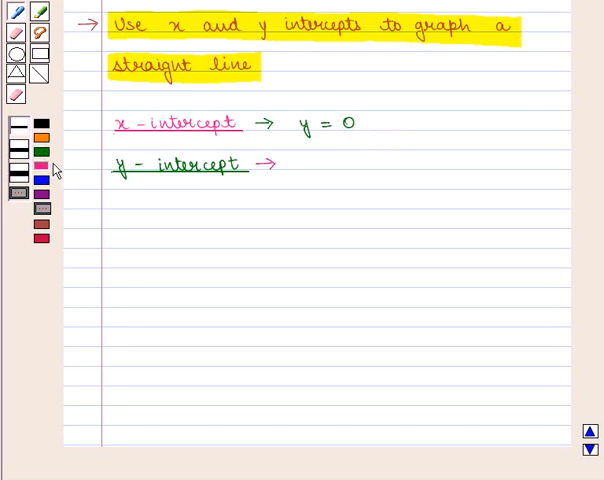 → Use x and y intercepts to graph a
straight line
x - intercept → y = 0
y - intercept →